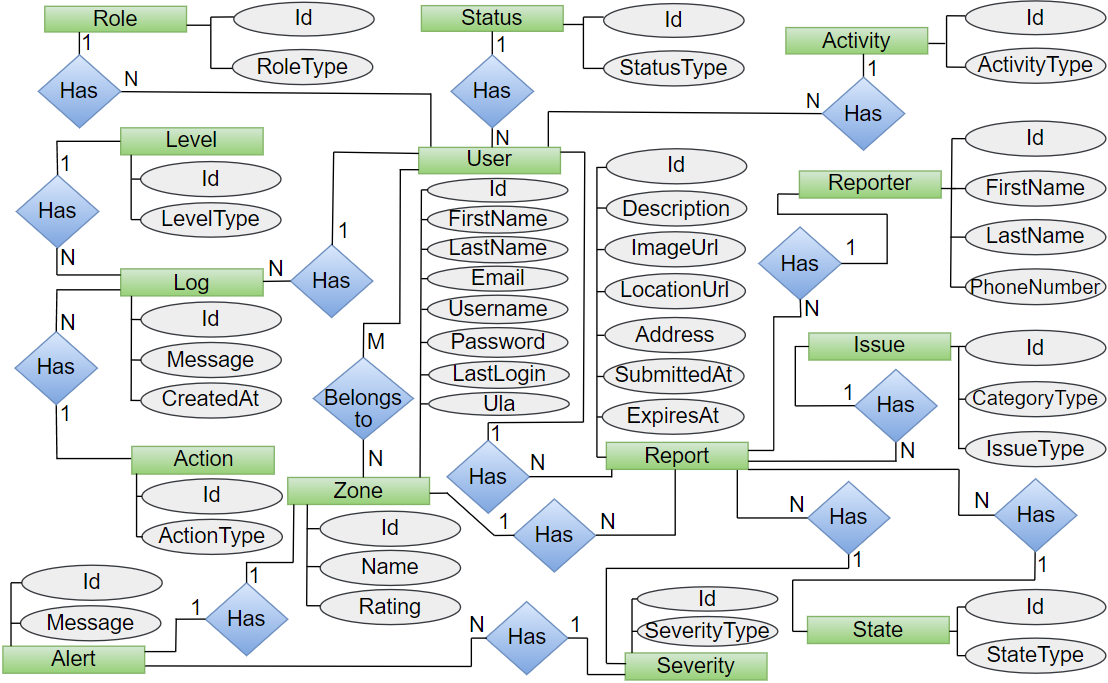 Role
Id
RoleType
1
Has
N
Status
Id
StatusType
1
Has
N
Activity
Id
ActivityType
1
Has
N
Level
Id
LevelType
1
Has
N
User
Id
FirstName
LastName
Email
Username
Password
LastLogin
Ula
1
Has
N
Log
Id
Message
CreatedAt
N
Has
1
Action
Id
ActionType
M
Belongs
to
N
Id
Description
ImageUrl
LocationUrl
Address
SubmittedAt
ExpiresAt
Report
Reporter
Id
FirstName
LastName
PhoneNumber
1
Has
N
Issue
Id
CategoryType
IssueType
1
Has
N
1
Has
N
Zone
Id
Name
Rating
1
Has
N
N
Has
1
N
Has
1
Id
Message
Alert
1
Has
1
N
Has
1
Id
SeverityType
Severity
State
Id
StateType